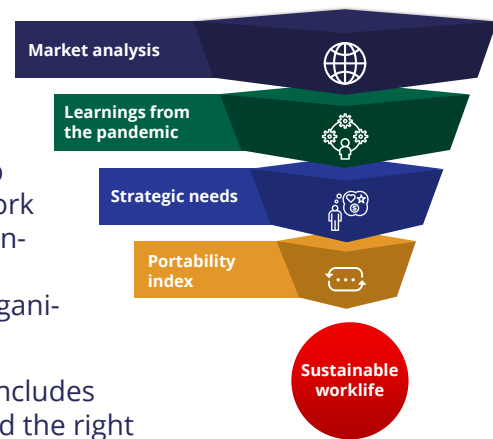 Market analysis
Learnings from
the pandemic
Strategic needs
Portability
index
Sustainable
worklife
ork
n-
gani-
ncludes
d the right